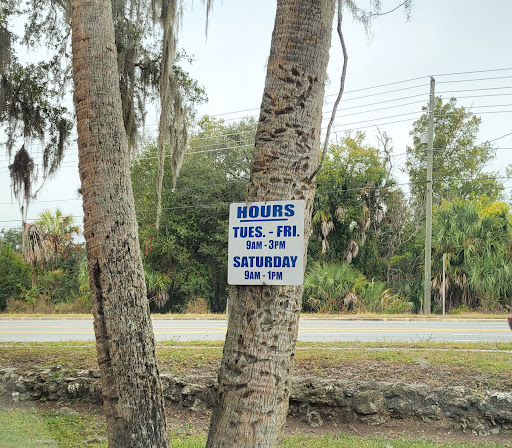 HOURS
TUES. - FRI.
9AM - 3PM
SATURDAY
9AM - 1PM